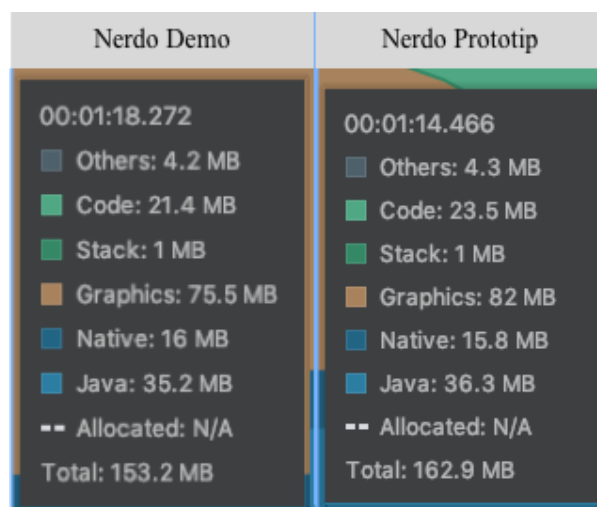 Nerdo Demo
00:01:18.272
Others: 4.2 MB
Code: 21.4 MB
Stack: 1 MB
Graphics: 75.5 MB
Native: 16 MB
Java: 35.2 MB
Allocated: N/A
Total: 153.2 MB
Nerdo Prototip
00:01:14.466
Others: 4.3 MB
Code: 23.5 MB
Stack: 1 MB
Graphics: 82 MB
Native: 15.8 MB
Java: 36.3 MB
Allocated: N/A
Total: 162.9 MB